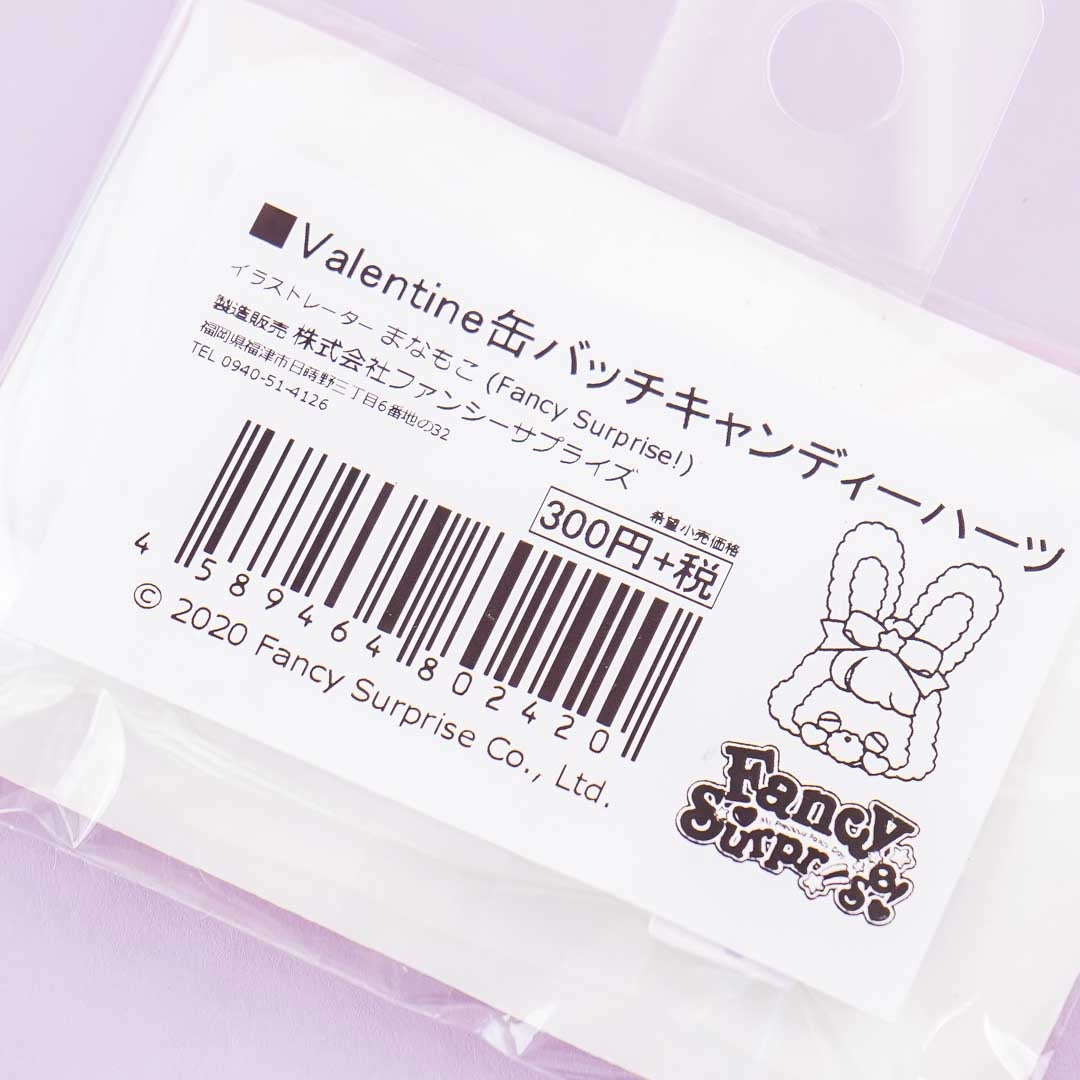 ■Valentine缶バッチキャンディーハーツ
イラストレーター まなもこ (Fancy Surprise!)
製造販売 株式会社ファンシーサプライズ
福岡県福津市日蒔野三丁目6番地の32
TEL 0940-51-4126
希望小売価格
300円+税
4 589464 802420
© 2020 Fancy Surprise Co., Ltd.
Fancy
Surprise!